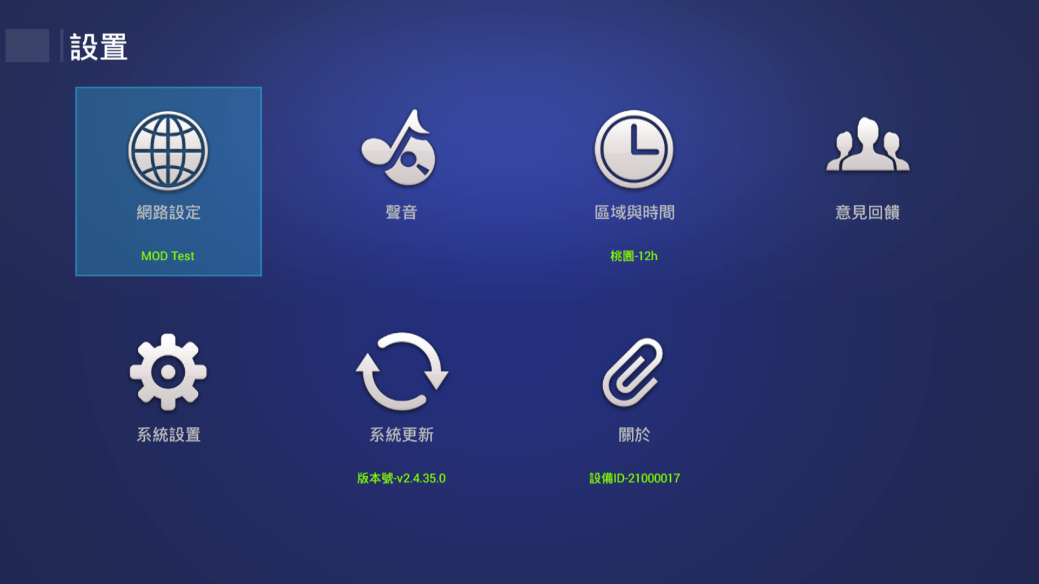 設置
網路設定
MOD Test
聲音
區域與時間
桃園-12h
意見回饋
系統設置
系統更新
版本號-v2.4.35.0
關於
設備ID-21000017